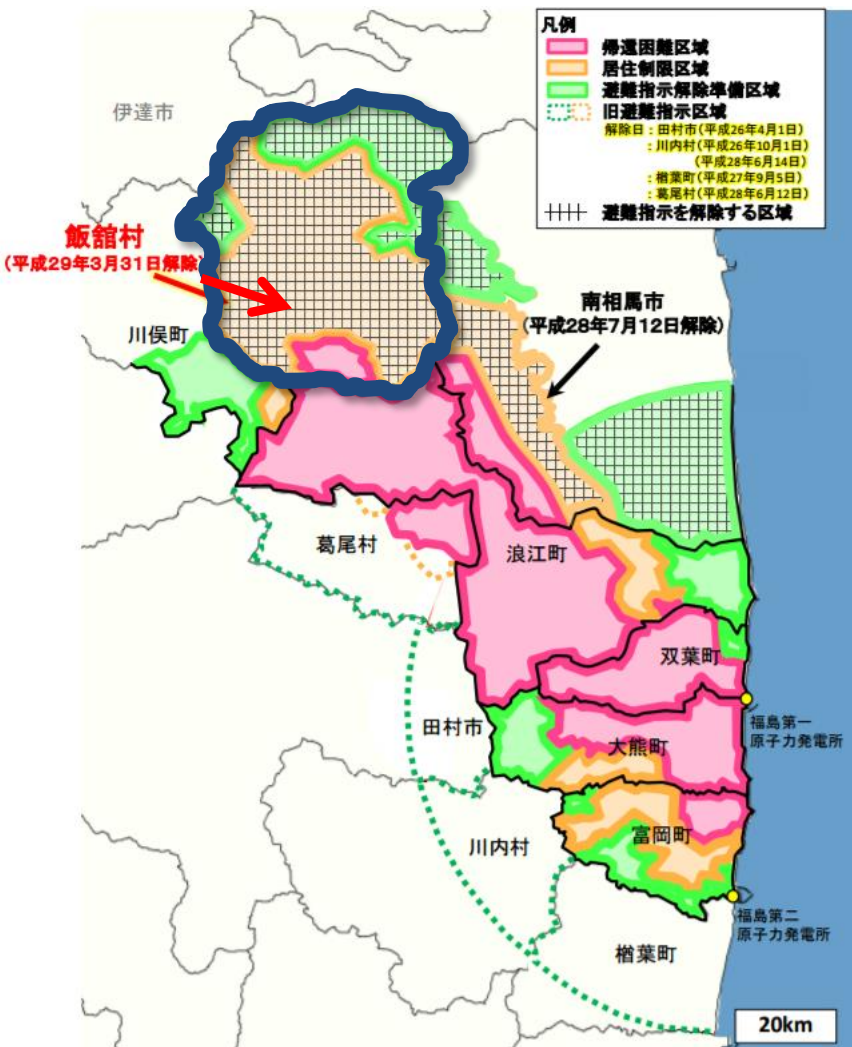 凡例
帰還困難区域
居住制限区域
避難指示解除準備区域
旧避難指示区域
解除日：田村市(平成26年4月1日)
：川内村(平成26年10月1日)
(平成28年6月14日)
：楢葉町(平成27年9月5日)
：葛尾村(平成28年6月12日)
避難指示を解除する区域
伊達市
飯舘村
(平成29年3月31日解除)
南相馬市
(平成28年7月12日解除)
川俣町
葛尾村
浪江町
双葉町
福島第一
原子力発電所
田村市
大熊町
富岡町
川内村
福島第二
原子力発電所
楢葉町
20km